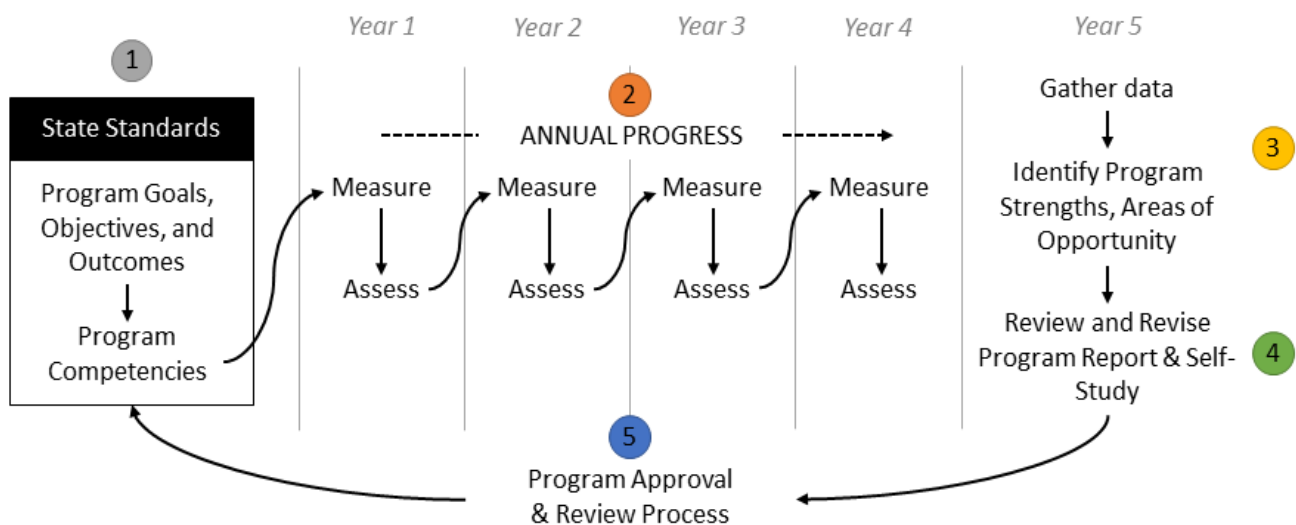 Year 1
Year 2
Year 3
Year 4
Year 5
1
State Standards
Program Goals,
Objectives, and
Outcomes
Program
Competencies
2
ANNUAL PROGRESS
Measure
Assess
Measure
Assess
Measure
Assess
Measure
Assess
Gather data
3
Identify Program
Strengths, Areas of
Opportunity
4
Review and Revise
Program Report & Self-
Study
5
Program Approval
& Review Process